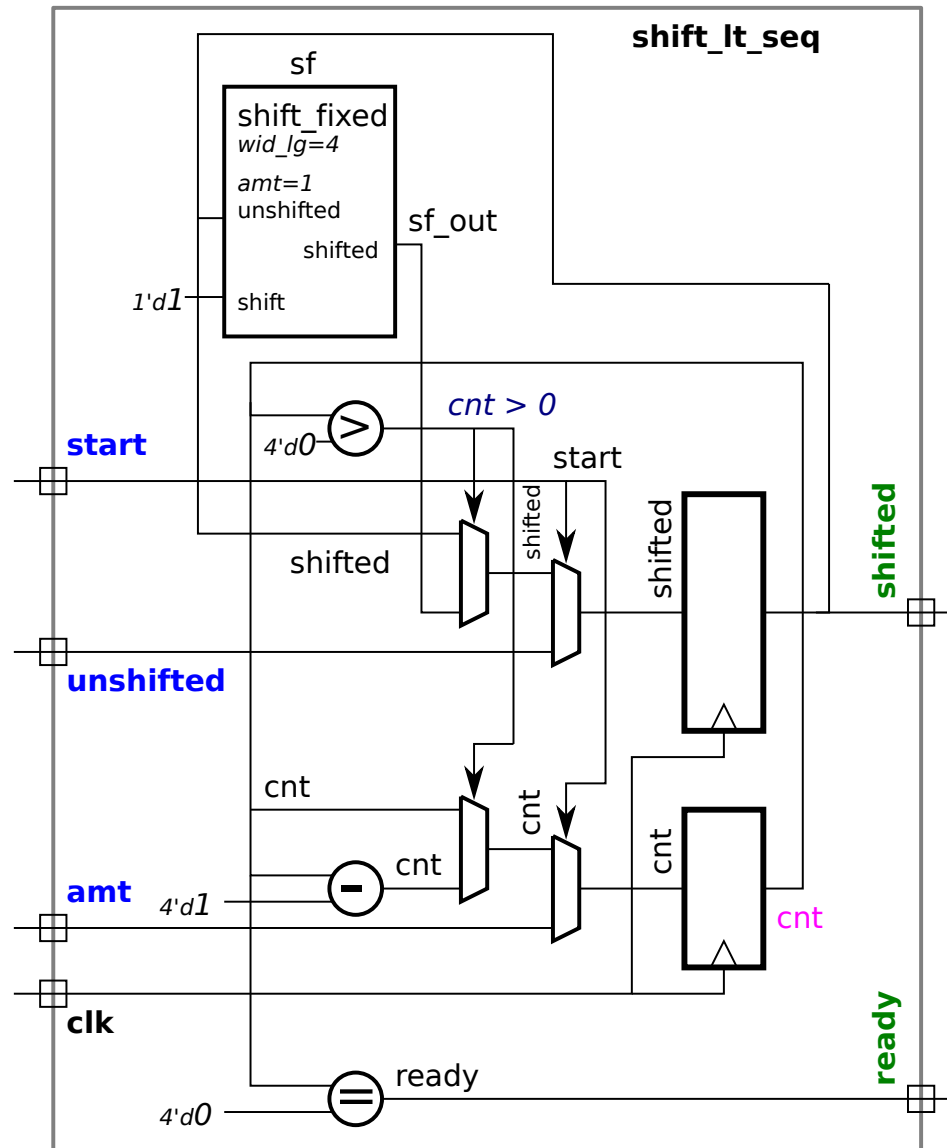 shift_lt_seq
sf
shift_fixed
wid_lg=4
amt=1
unshifted
sf_out
shifted
1'd1
shift
cnt > 0
>
4'd0
start
start
shifted
shifted
shifted
shifted
unshifted
cnt
cnt
cnt
cnt
-
amt
4'd1
cnt
clk
ready
ready
=
4'd0